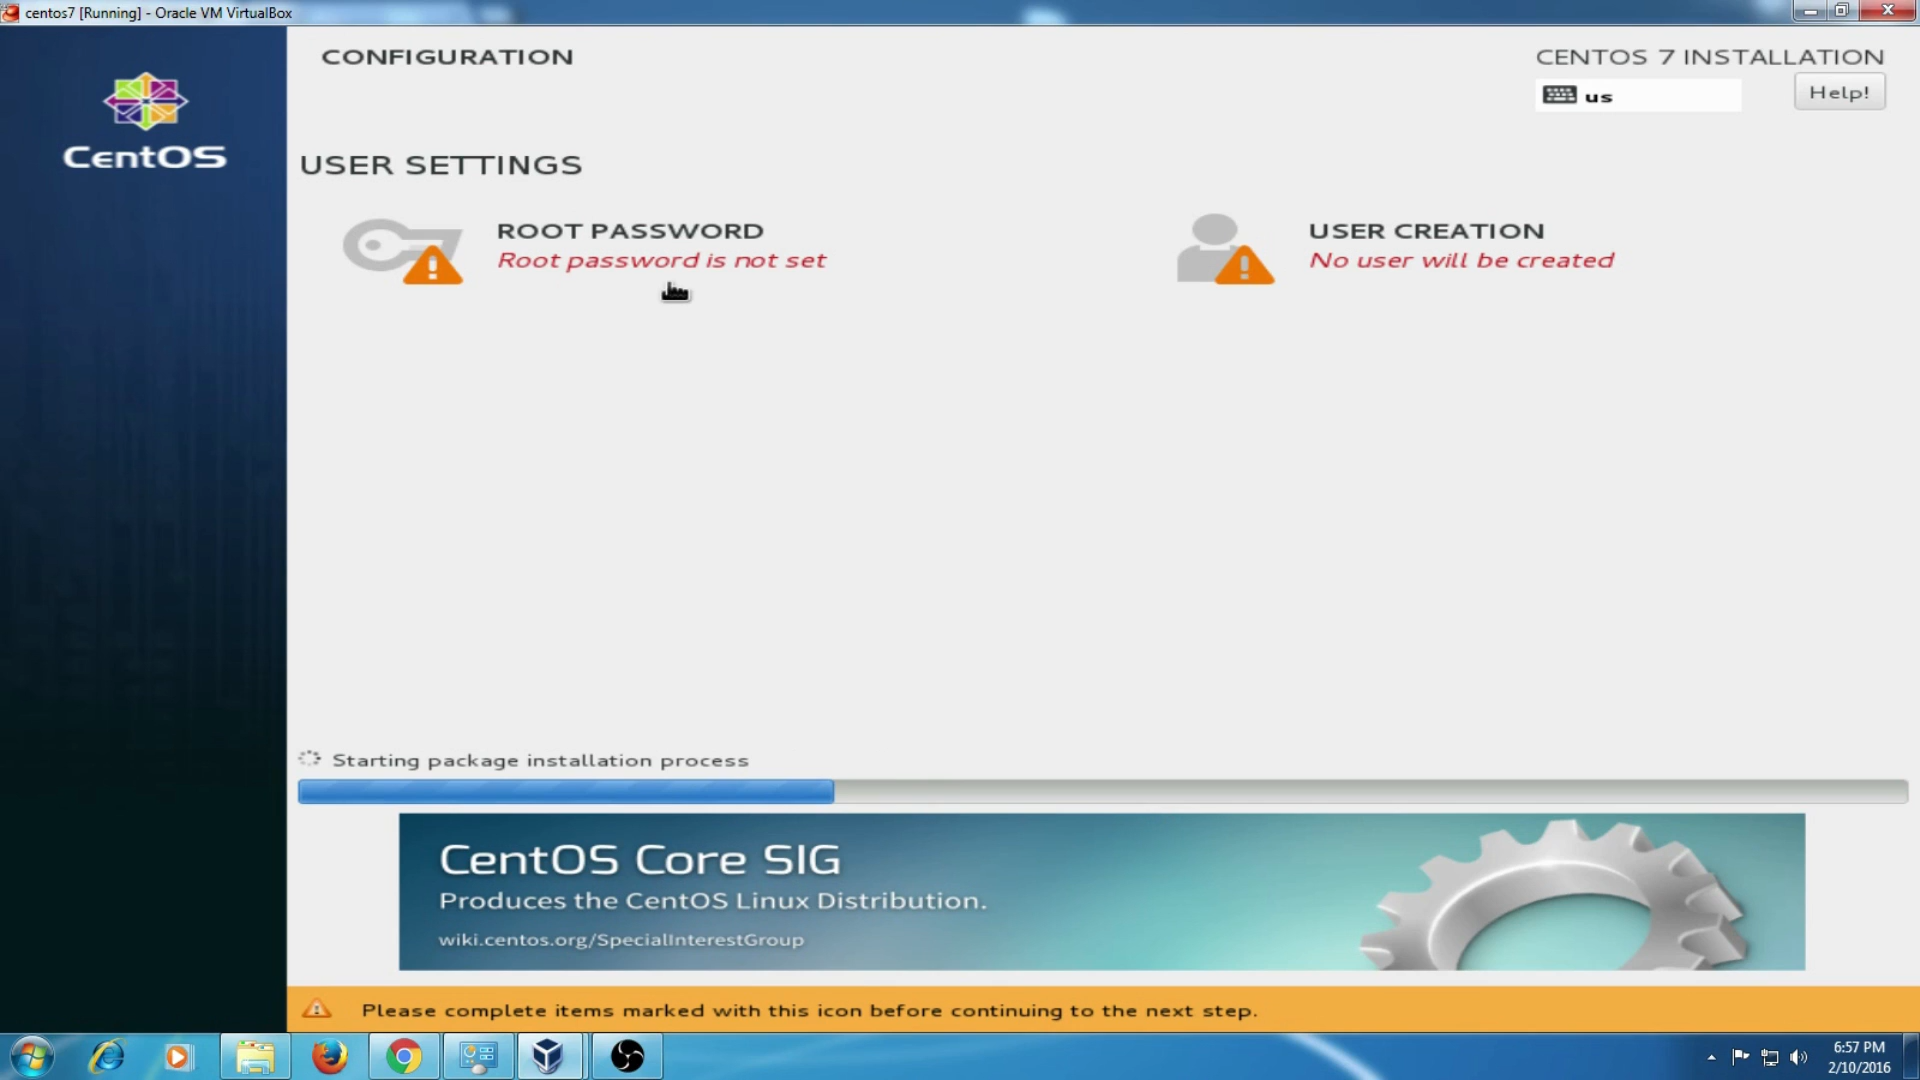 centos7 [Running] - Oracle VM VirtualBox
CentOS
CONFIGURATION
CENTOS 7 INSTALLATION
us
Help!
USER SETTINGS
ROOT PASSWORD
Root password is not set
USER CREATION
No user will be created
Starting package installation process
CentOS Core SIG
Produces the CentOS Linux Distribution.
wiki.centos.org/SpecialInterestGroup
Please complete items marked with this icon before continuing to the next step.
6:57 PM
2/10/2016